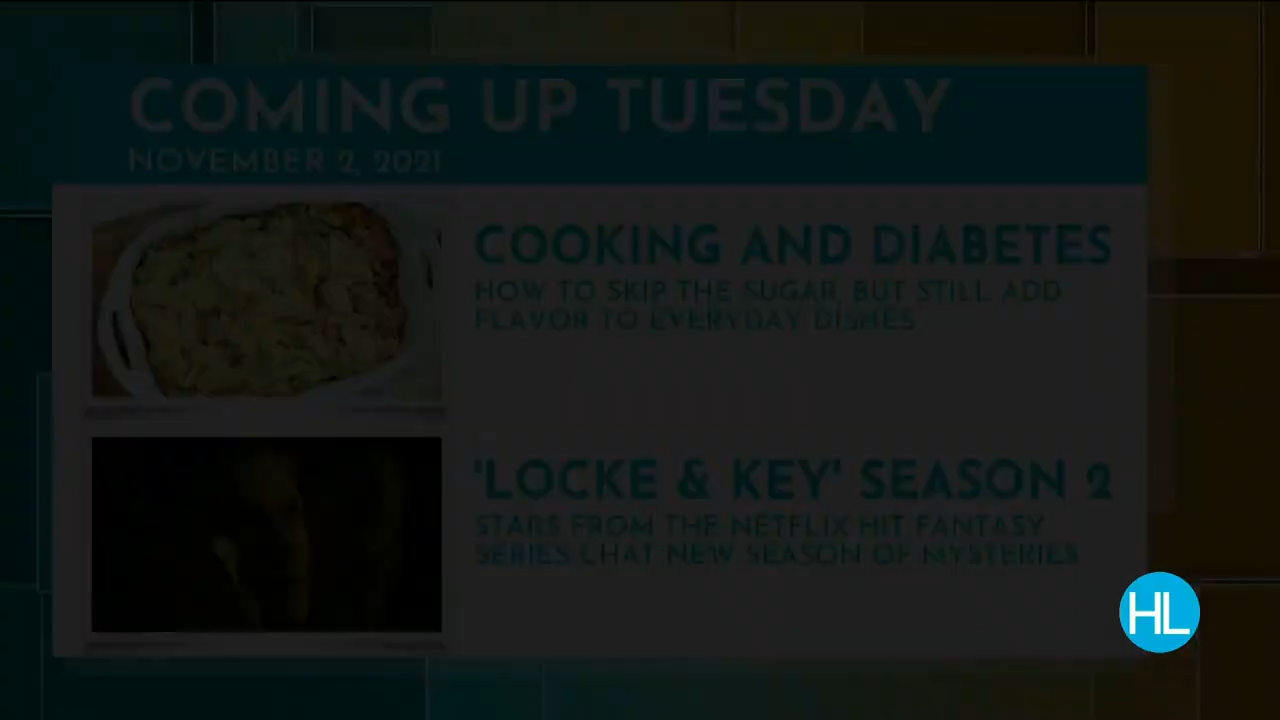 COMING UP TUESDAY
NOVEMBER 2, 2021
COOKING AND DIABETES
HOW TO SKIP THE SUGAR, BUT STILL ADD
FLAVOR TO EVERYDAY DISHES
'LOCKE & KEY' SEASON 2
STARS FROM THE NETFLIX HIT FANTASY
SERIES CHAT NEW SEASON OF MYSTERIES
HL